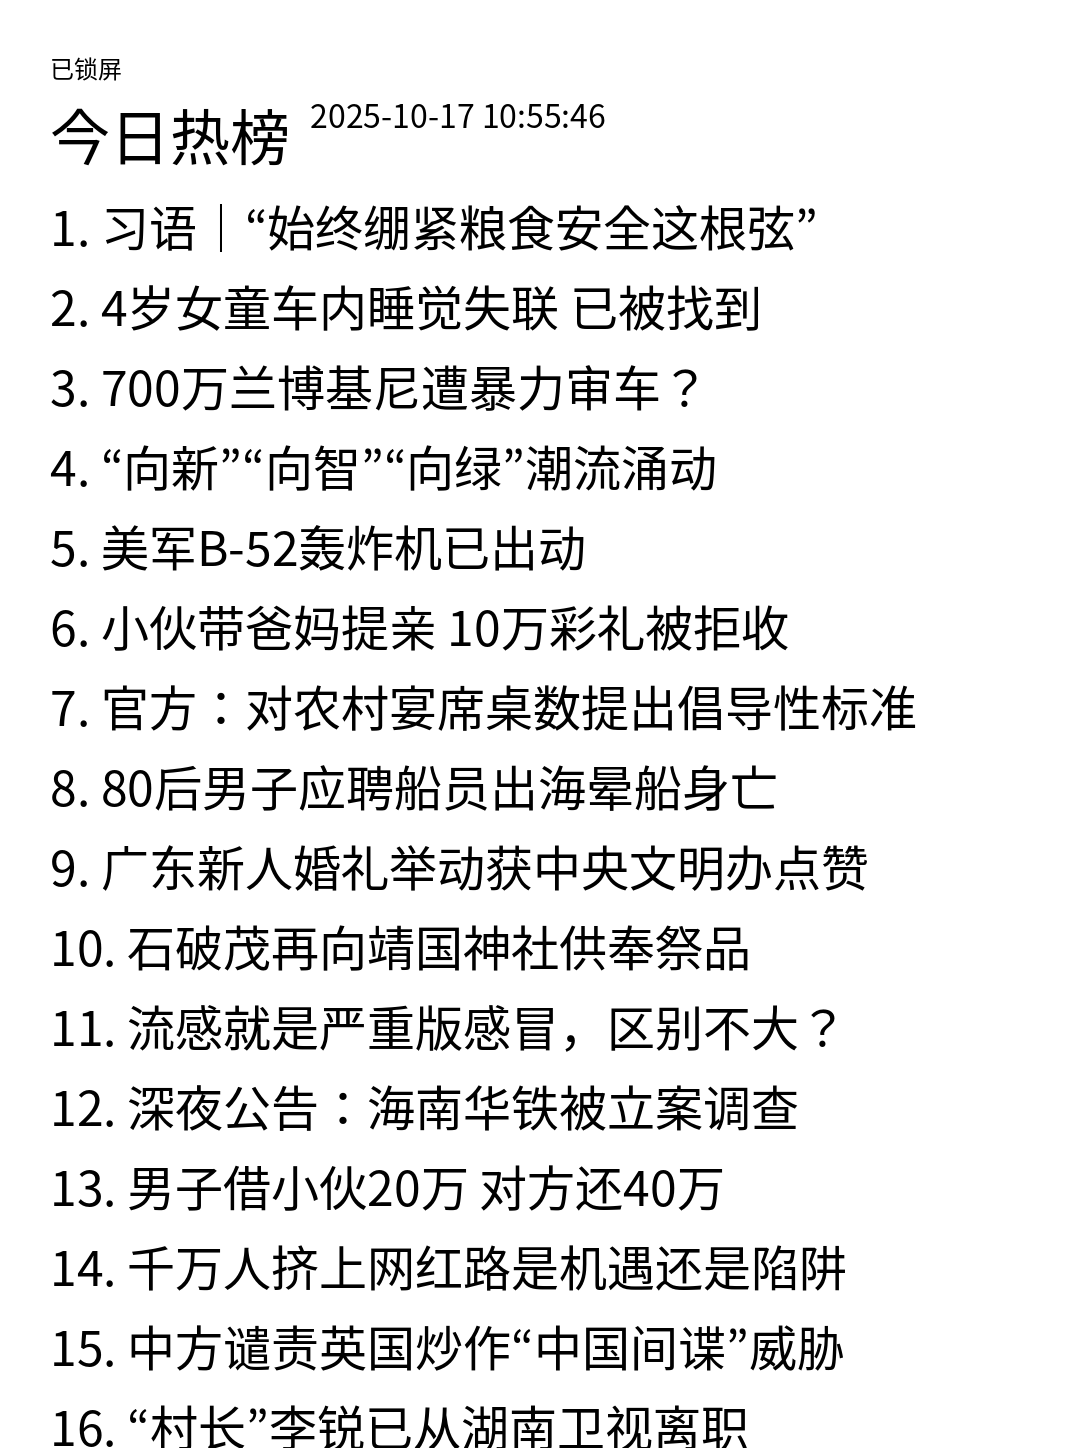 已锁屏
今日热榜 2025-10-17 10:55:46
1. 习语｜“始终绷紧粮食安全这根弦”
2. 4岁女童车内睡觉失联 已被找到
3. 700万兰博基尼遭暴力审车？
4. “向新”“向智”“向绿”潮流涌动
5. 美军B-52轰炸机已出动
6. 小伙带爸妈提亲 10万彩礼被拒收
7. 官方：对农村宴席桌数提出倡导性标准
8. 80后男子应聘船员出海晕船身亡
9. 广东新人婚礼举动获中央文明办点赞
10. 石破茂再向靖国神社供奉祭品
11. 流感就是严重版感冒，区别不大？
12. 深夜公告：海南华铁被立案调查
13. 男子借小伙20万 对方还40万
14. 千万人挤上网红路是机遇还是陷阱
15. 中方谴责英国炒作“中国间谍”威胁
16. “村长”李锐已从湖南卫视离职